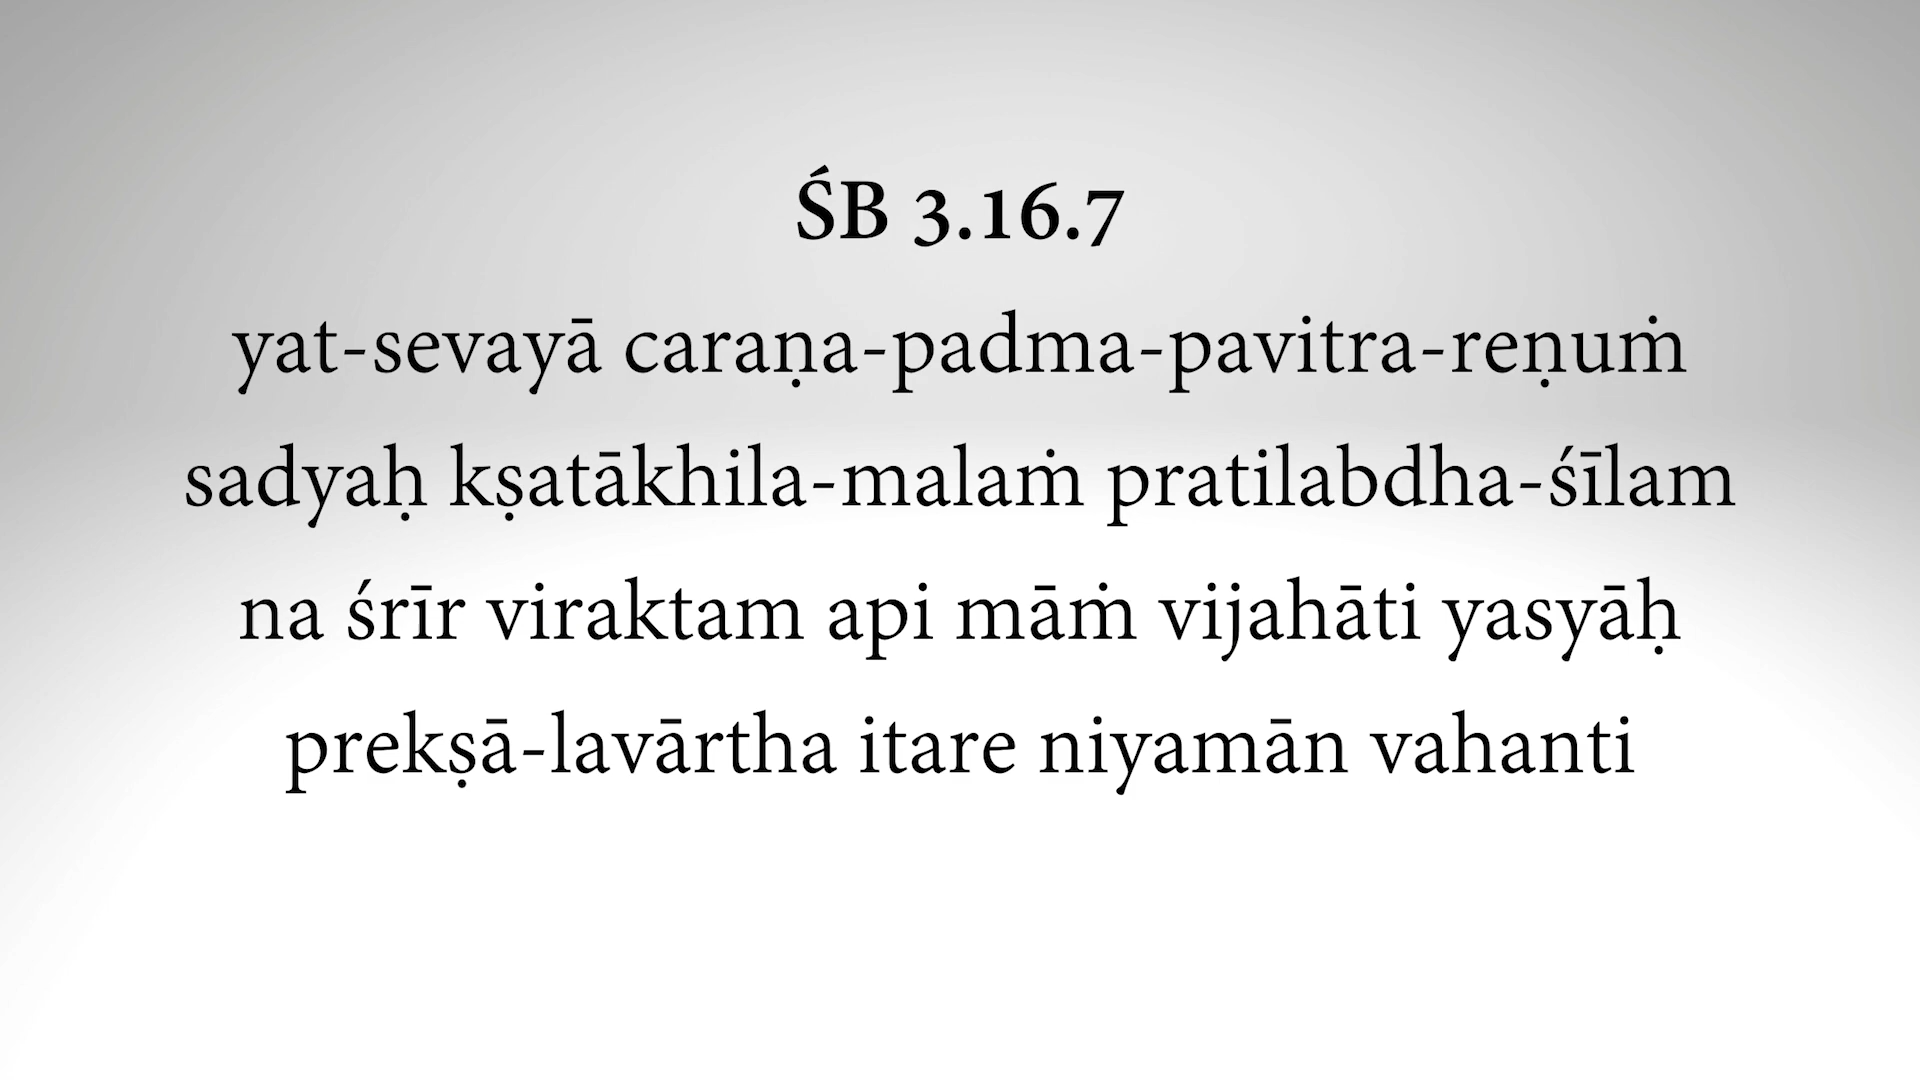 ŚB 3.16.7
yat-sevayā caraṇa-padma-pavitra-reṇuṁ
sadyaḥ kṣatākhila-malaṁ pratilabdha-śīlam
na śrīr viraktam api māṁ vijahāti yasyāḥ
prekṣā-lavārtha itare niyamān vahanti